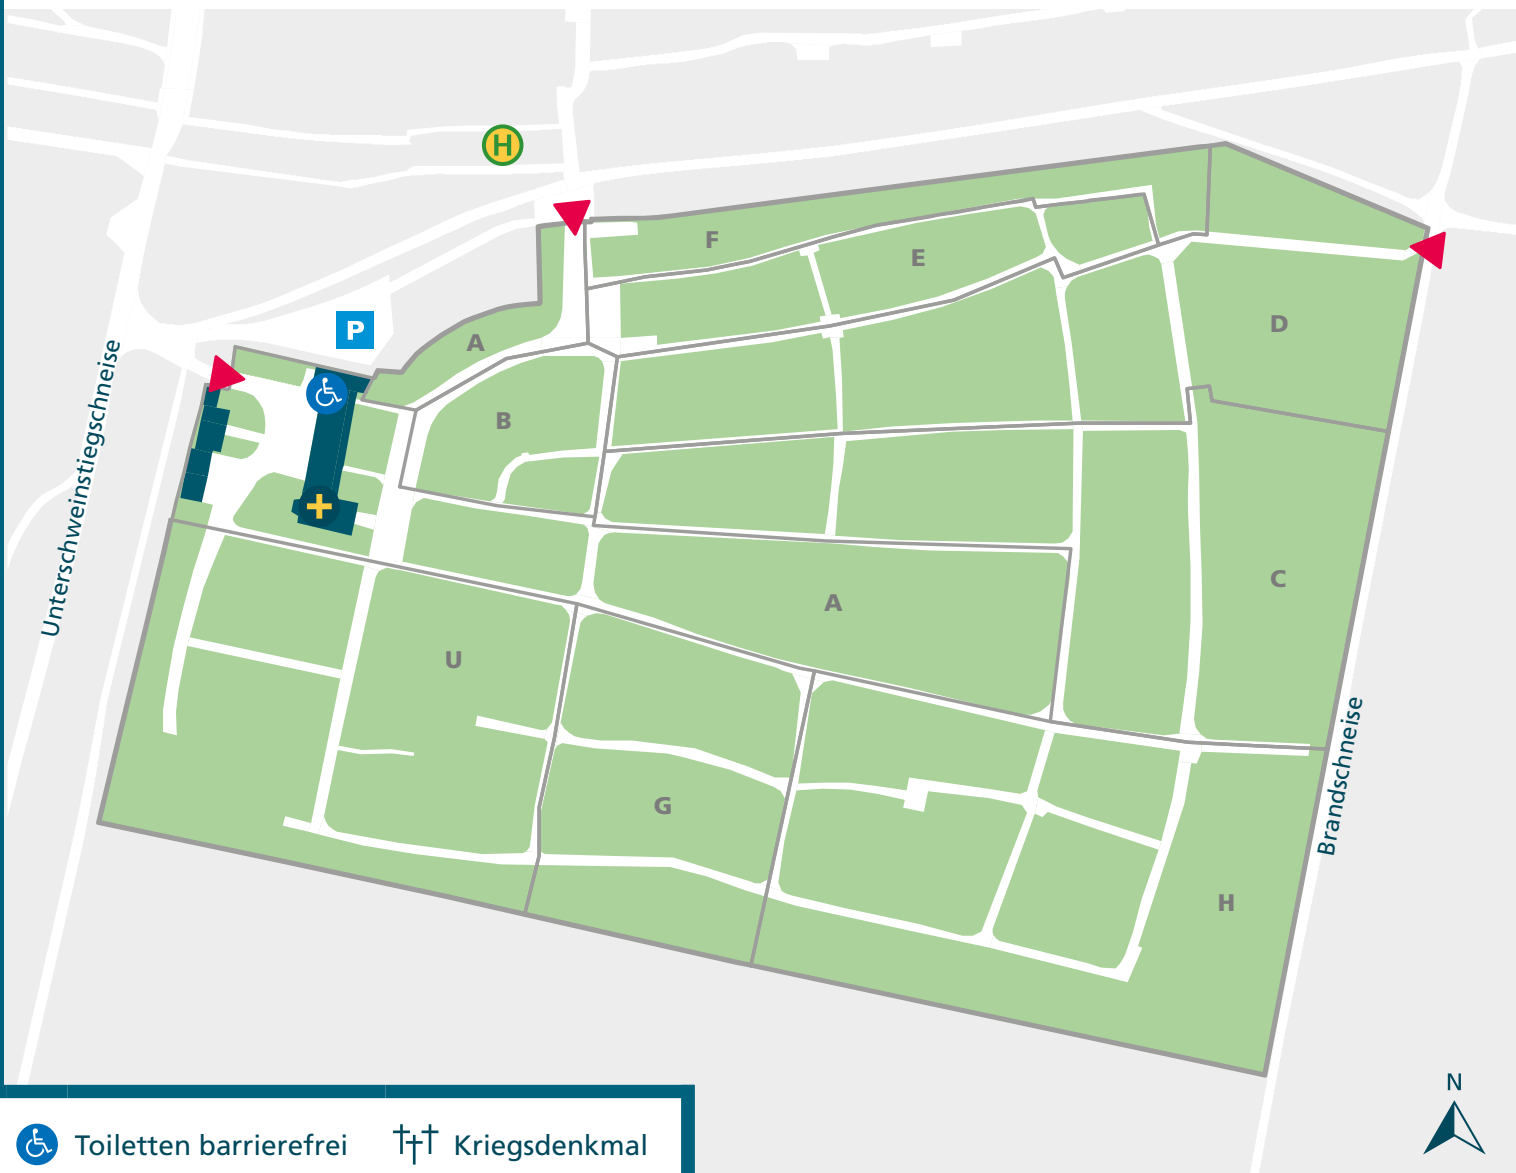 H
F
E
D
P
A
B
Unterschweinstiegschneise
C
A
U
Brandschneise
G
H
N
Toiletten barrierefrei
Kriegsdenkmal